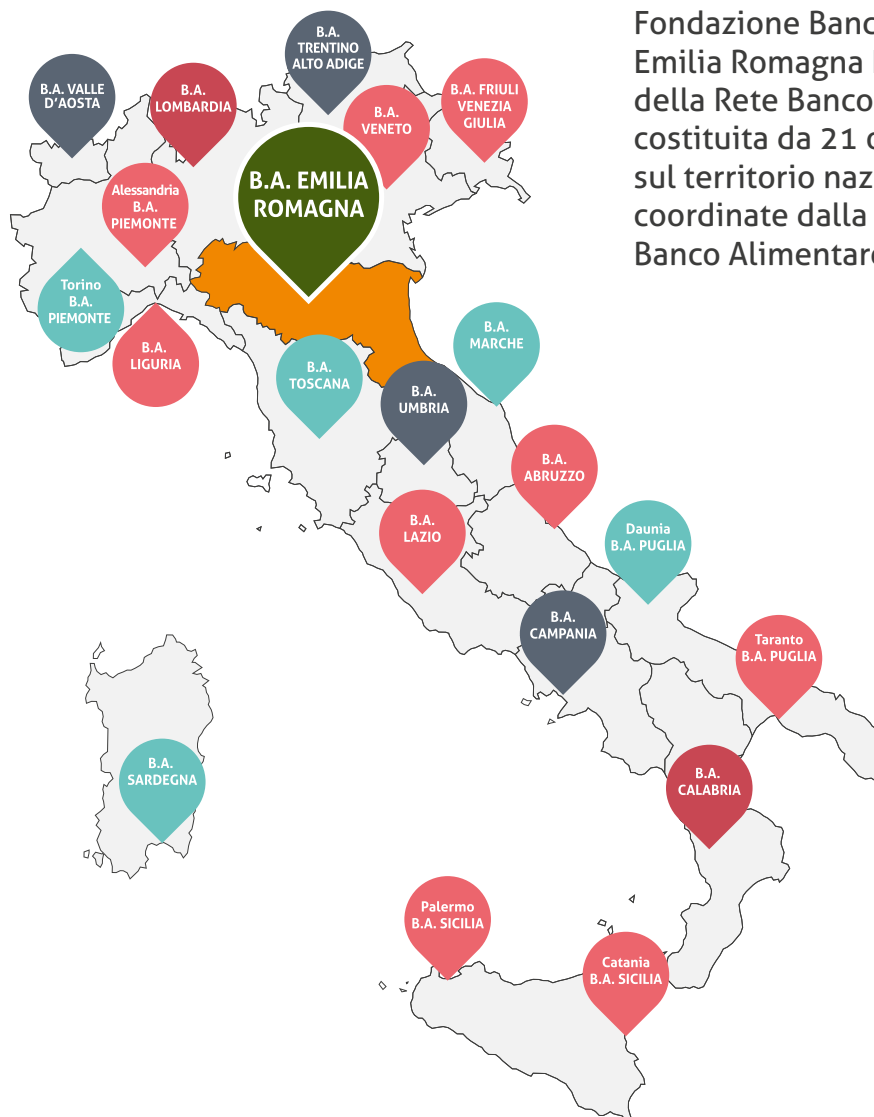 Fondazione Banco
Emilia Romagna
della Rete Banco
costituita da 21
sul territorio
coordinate dalla
Banco Alimentare
B.A.
TRENTINO
ALTO ADIGE
B.A. VALLE
D'AOSTA
B.A.
LOMBARDIA
B.A.
VENETO
B.A. FRIULI
VENEZIA
GIULIA
B.A. EMILIA
ROMAGNA
Alessandria
B.A.
PIEMONTE
Torino
B.A.
PIEMONTE
B.A.
LIGURIA
B.A.
TOSCANA
B.A.
MARCHE
B.A.
UMBRIA
B.A.
ABRUZZO
B.A.
LAZIO
Daunia
B.A. PUGLIA
B.A.
CAMPANIA
Taranto
B.A. PUGLIA
B.A.
SARDEGNA
B.A.
CALABRIA
Palermo
B.A. SICILIA
Catania
B.A. SICILIA